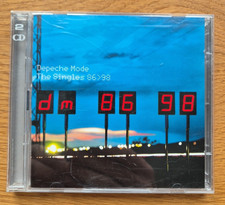 2
CD
Depeche Mode
The Singles 86>98
dm 86 98